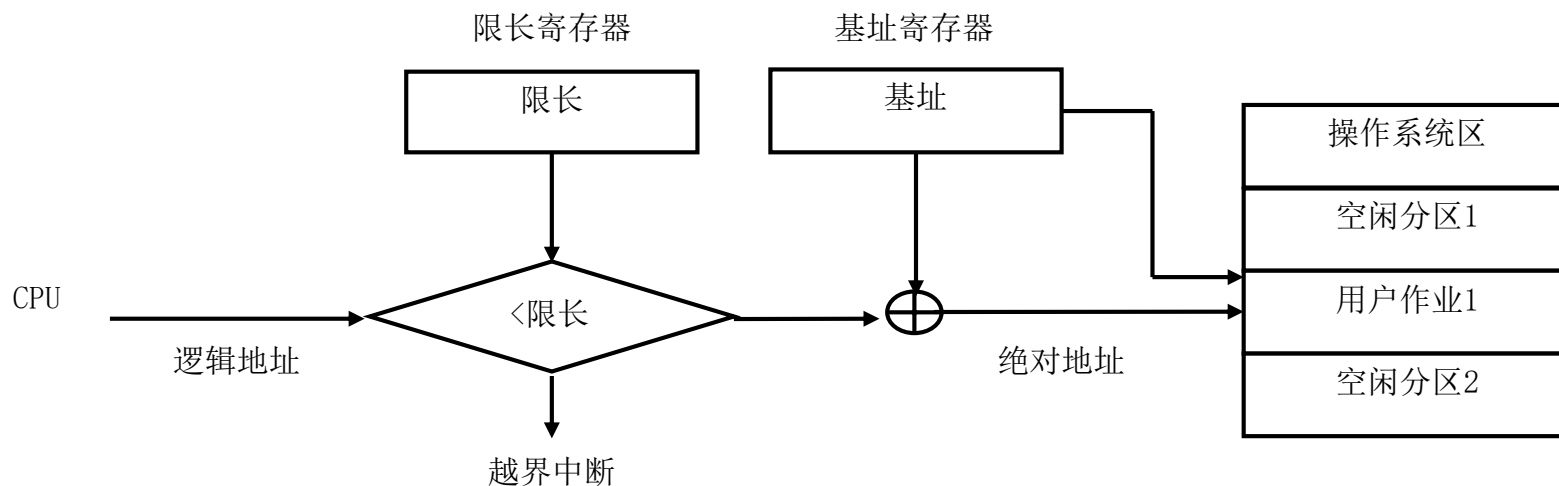 限长寄存器
基址寄存器
限长
基址
操作系统区
空闲分区1
CPU
<限长
用户作业1
逻辑地址
绝对地址
空闲分区2
越界中断